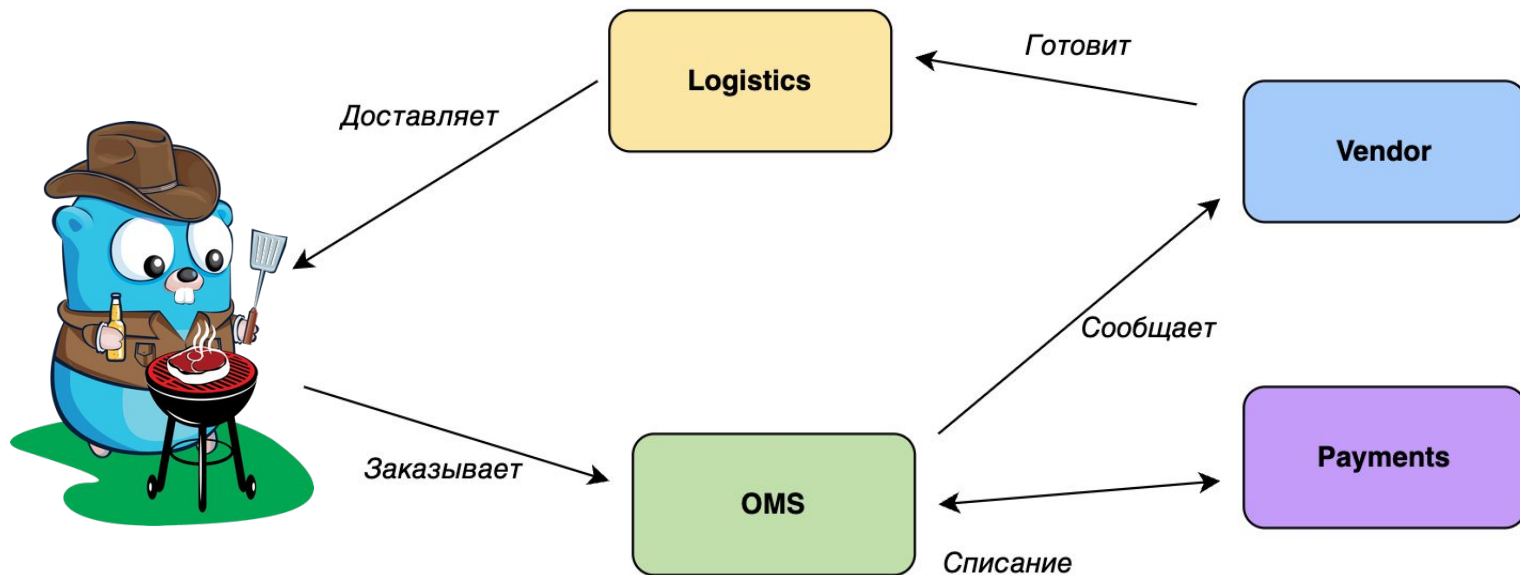 Готовит
Logistics
Доставляет
Vendor
Сообщает
Заказывает
Payments
OMS
Списание